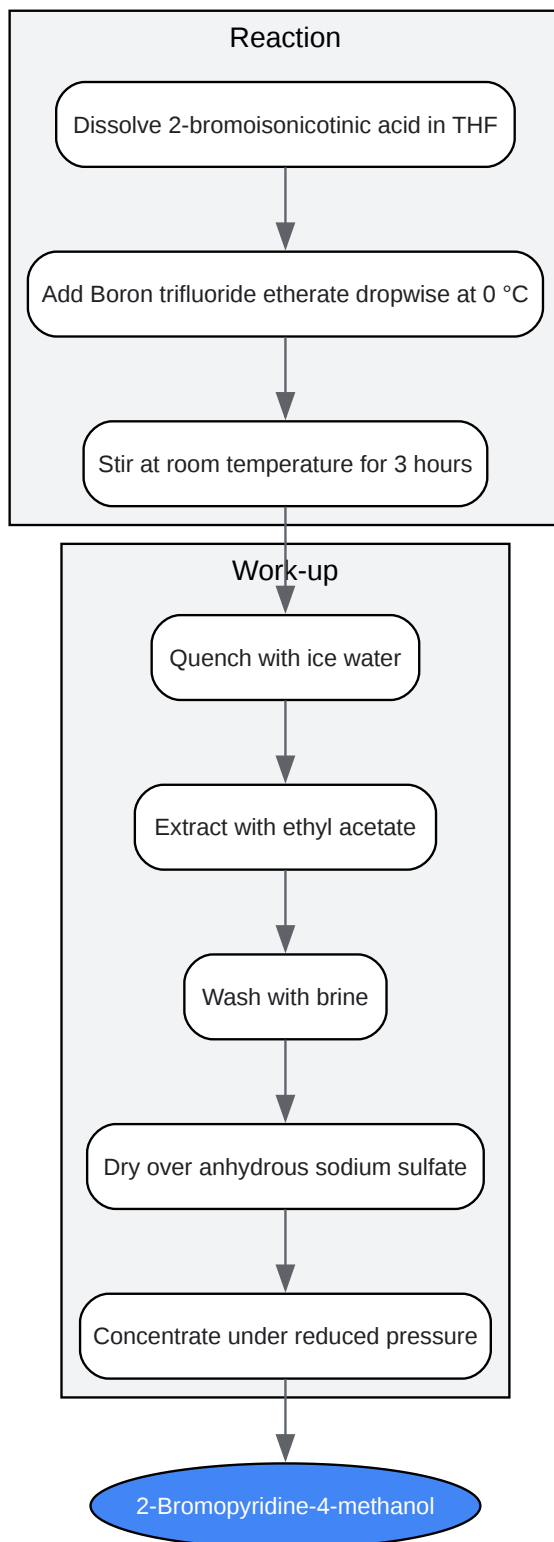 Reaction
Dissolve 2-bromoisonicotinic acid in THF
Add Boron trifluoride etherate dropwise at 0 °C
Stir at room temperature for 3 hours
Work-up
Quench with ice water
Extract with ethyl acetate
Wash with brine
Dry over anhydrous sodium sulfate
Concentrate under reduced pressure
2-Bromopyridine-4-methanol